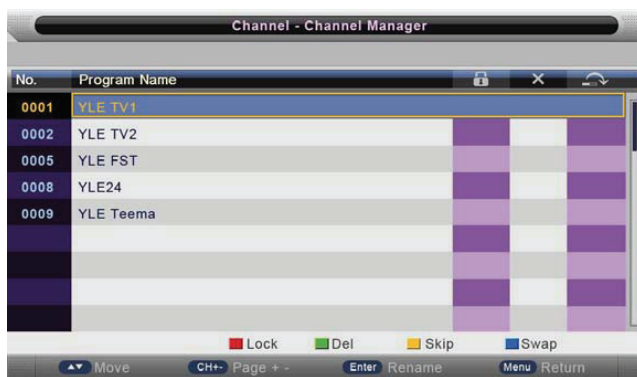 Channel - Channel Manager
No. Program Name
0001 YLE TV1
0002 YLE TV2
0005 YLE FST
0008 YLE24
0009 YLE Teema
Lock Del Skip Swap
Move CH+- Page + - Enter Rename Menu Return